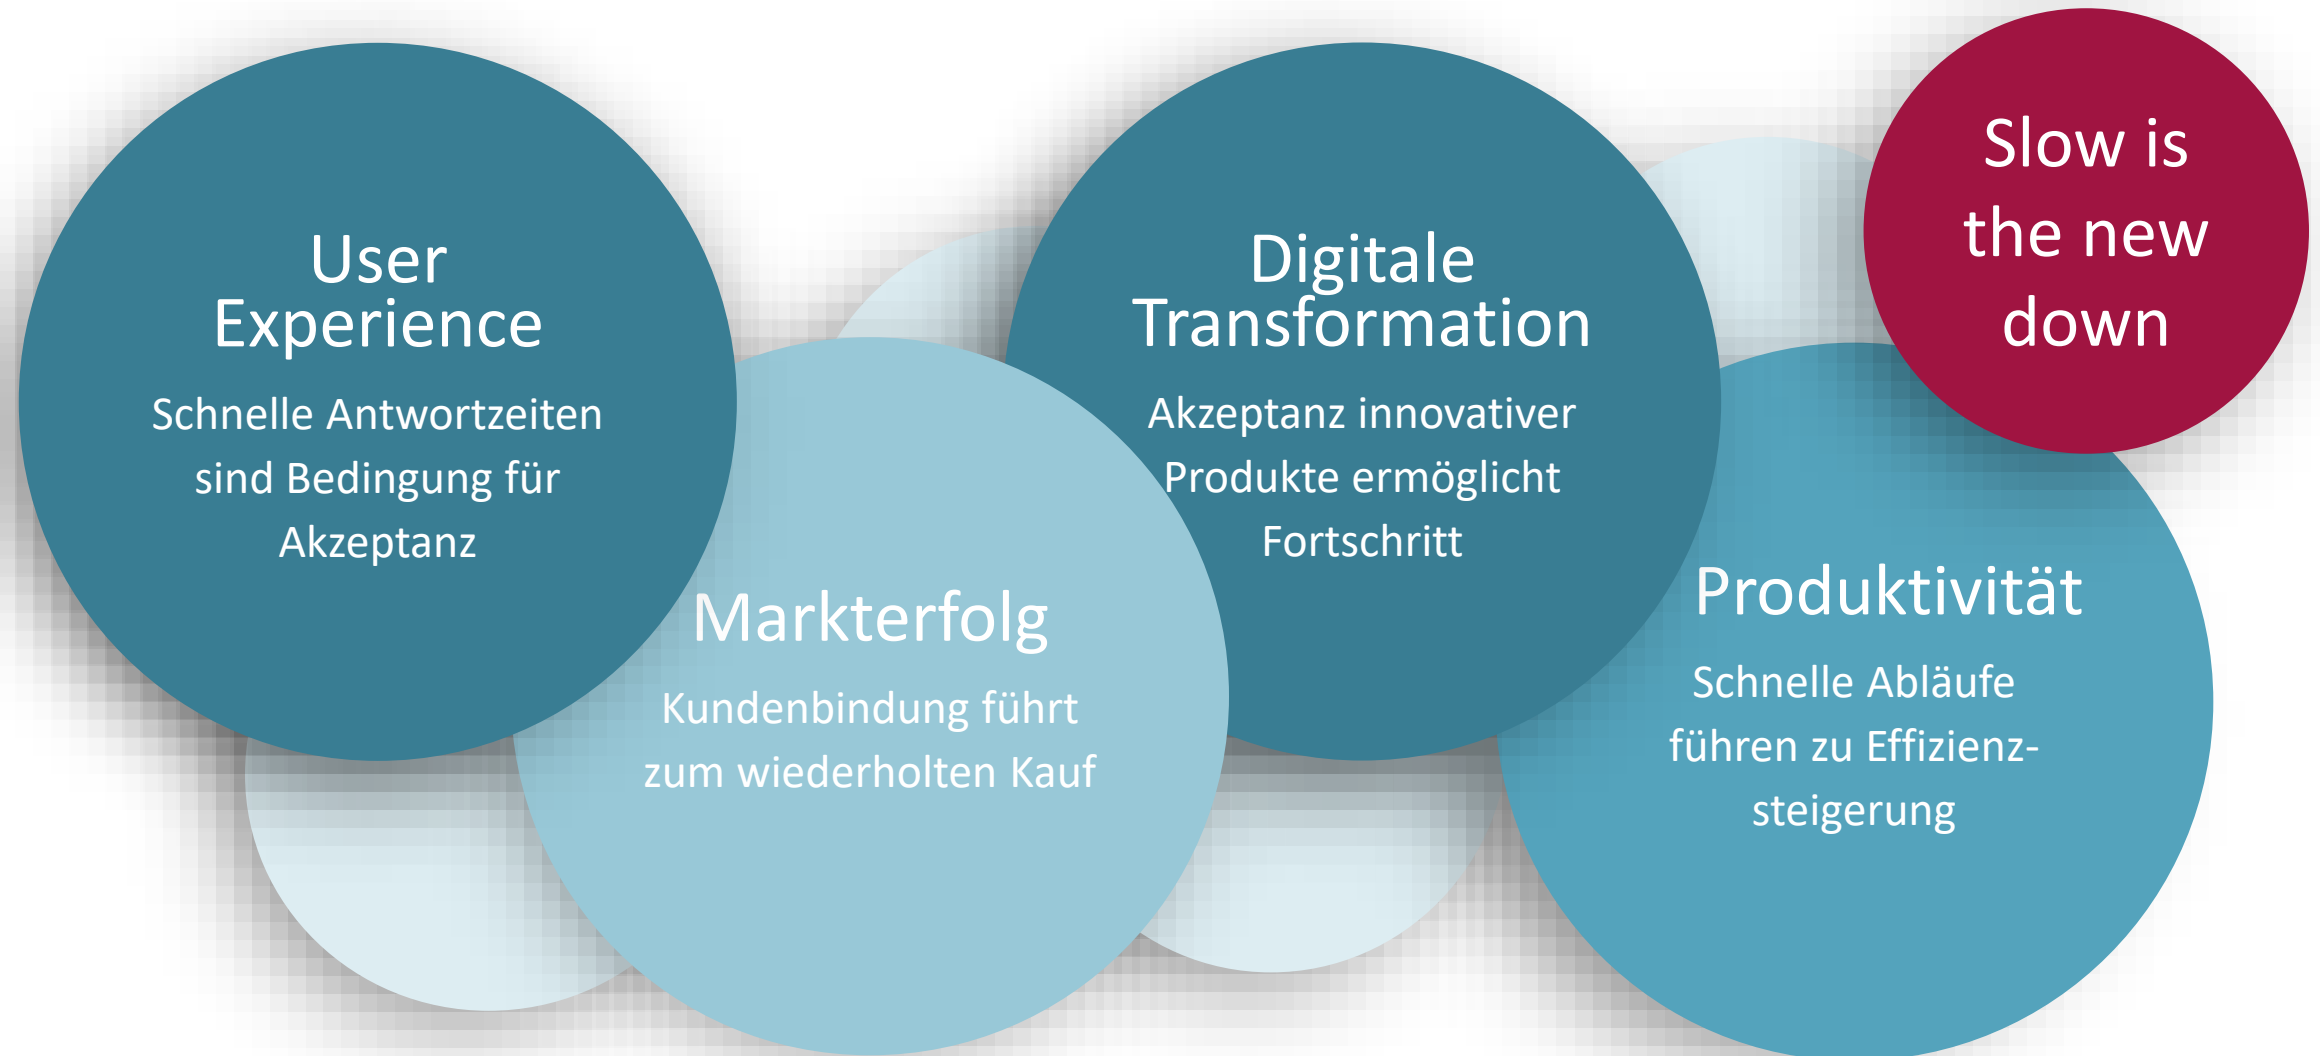 User
Experience
Schnelle Antwortzeiten
sind Bedingung für
Akzeptanz
Markterfolg
Kundenbindung führt
zum wiederholten Kauf
Digitale
Transformation
Akzeptanz innovativer
Produkte ermöglicht
Fortschritt
Produktivität
Schnelle Abläufe
führen zu Effizienz-
steigerung
Slow is
the new
down